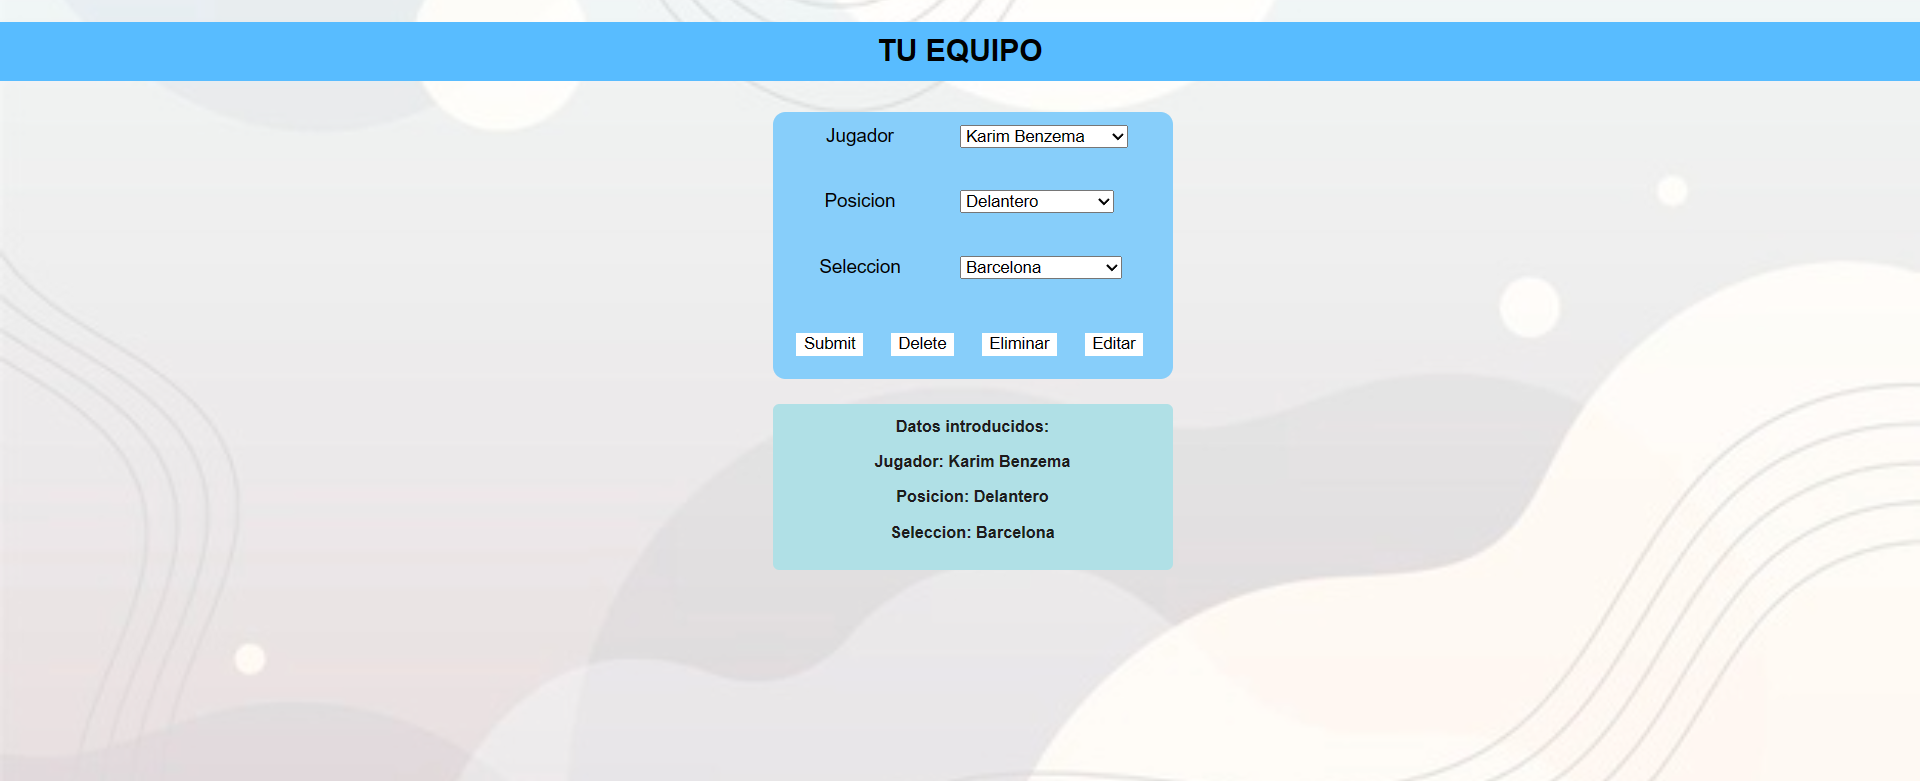 TU EQUIPO
Jugador Karim Benzema
Posicion Delantero
Seleccion Barcelona
Submit Delete Eliminar Editar
Datos introducidos:
Jugador: Karim Benzema
Posicion: Delantero
Seleccion: Barcelona